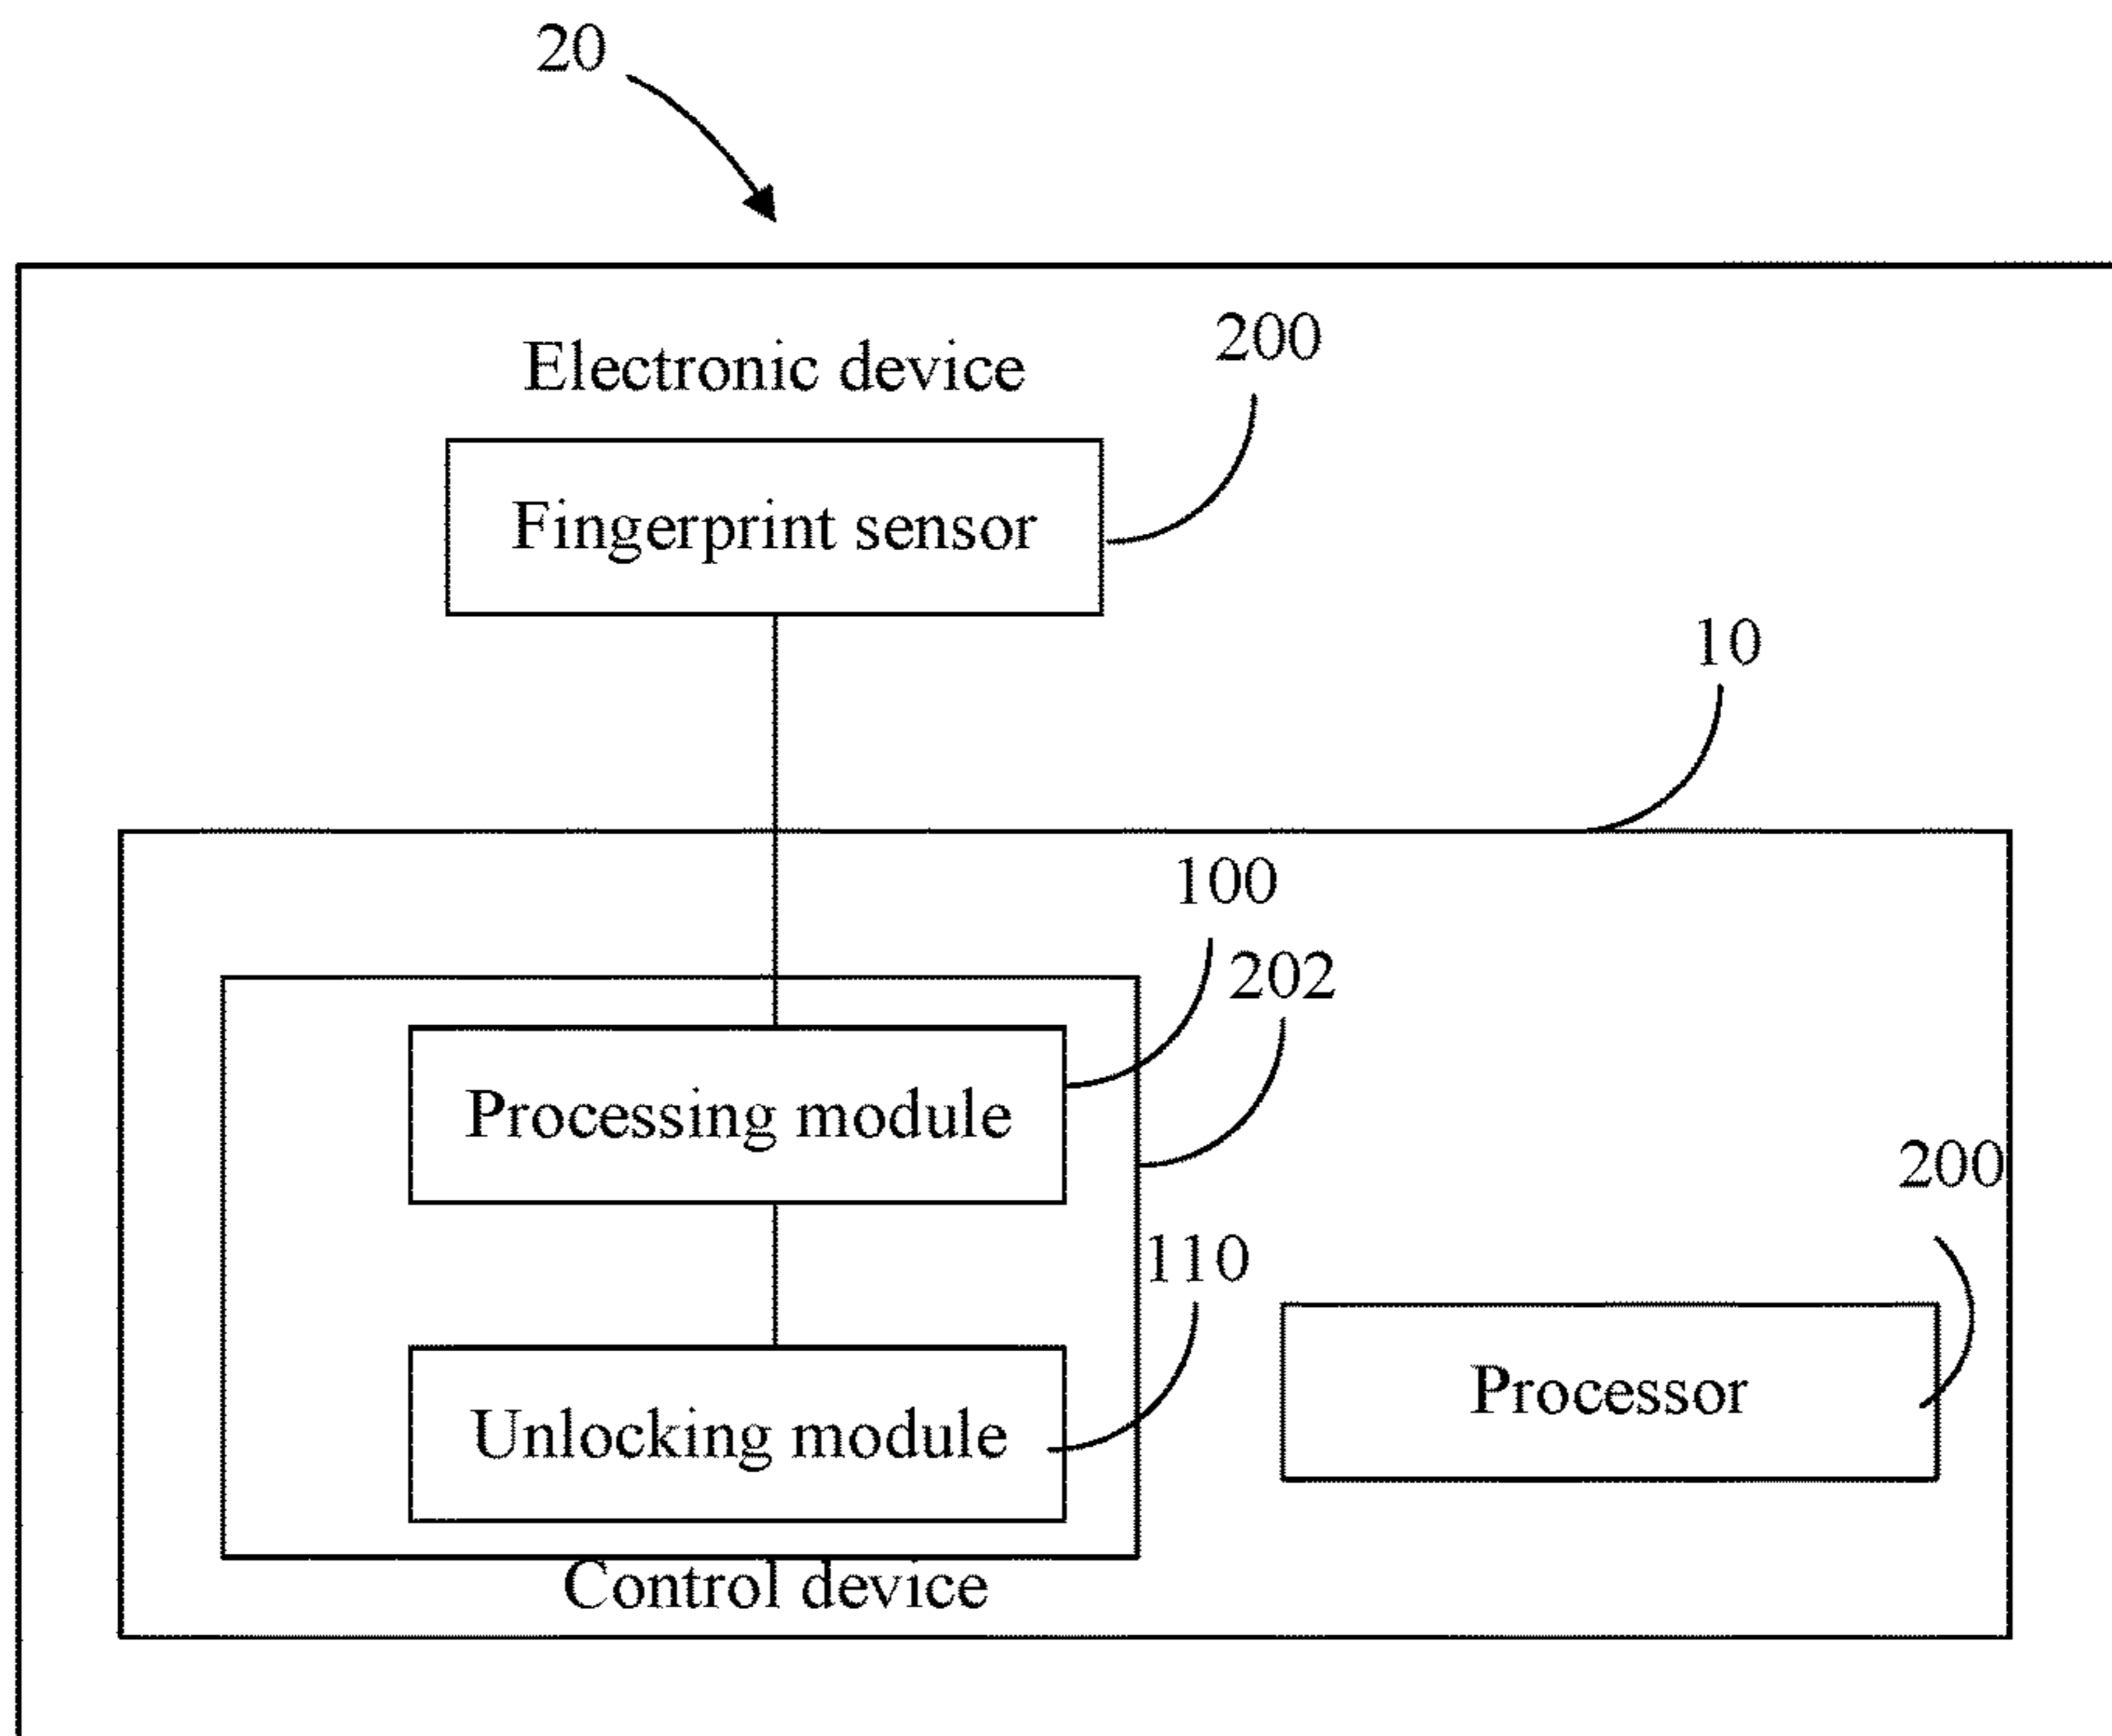 20
Electronic device
200
Fingerprint sensor
10
100
202
Processing module
200
110
Processor
Unlocking module
Control device